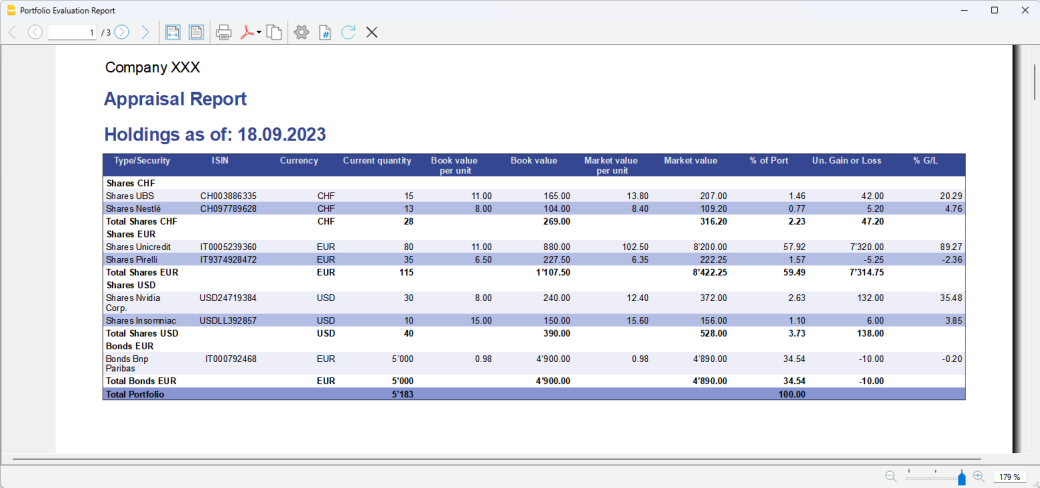 Portfolio Evaluation Report
1 / 3
Company XXX
Appraisal Report
Holdings as of: 18.09.2023
Type/Security ISIN Currency Current quantity Book value per unit Book value Market value per unit Market value % of Port Un. Gain or Loss % G/L
Shares CHF
Shares UBS CH003886335 CHF 15 11.00 165.00 13.80 207.00 1.46 42.00 20.29
Shares Nestlè CH097789628 CHF 13 8.00 104.00 8.40 109.20 0.77 5.20 4.76
Total Shares CHF CHF 28 269.00 316.20 2.23 47.20
Shares EUR
Shares Unicredit IT0005239360 EUR 80 11.00 880.00 102.50 8'200.00 57.92 7'320.00 89.27
Shares Pirelli IT9374928472 EUR 35 6.50 227.50 6.35 222.25 1.57 -5.25 -2.36
Total Shares EUR EUR 115 1'107.50 8'422.25 59.49 7'314.75
Shares USD
Shares Nvidia Corp. USD24719384 USD 30 8.00 240.00 12.40 372.00 2.63 132.00 35.48
Shares Insomniac USDLL392857 USD 10 15.00 150.00 15.60 156.00 1.10 6.00 3.85
Total Shares USD USD 40 390.00 528.00 3.73 138.00
Bonds EUR
Bonds Bnp Paribas IT000792468 EUR 5'000 0.98 4'900.00 0.98 4'890.00 34.54 -10.00 -0.20
Total Bonds EUR EUR 5'000 4'900.00 4'890.00 34.54 -10.00
Total Portfolio 5'183 100.00
179 %